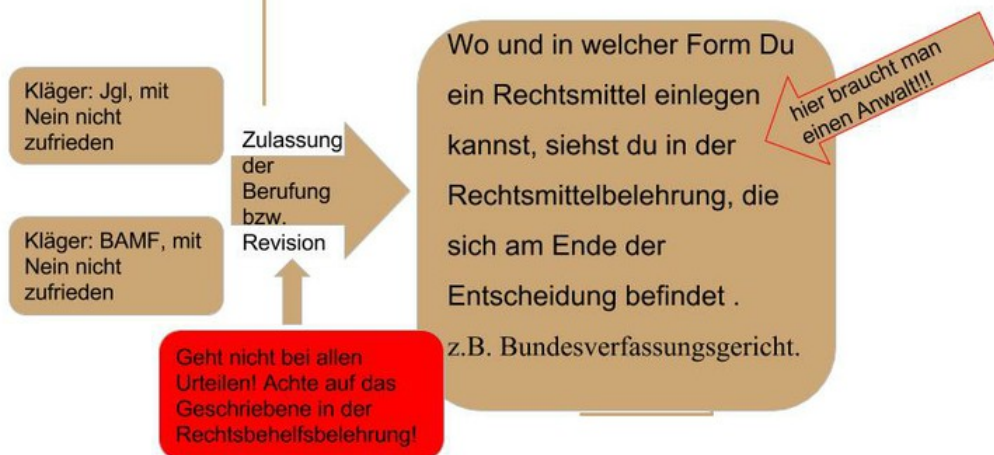 Kläger: Jgl, mit
Nein nicht
zufrieden
Kläger: BAMF, mit
Nein nicht
zufrieden
Zulassung
der
Berufung
bzw.
Revision
Geht nicht bei allen
Urteilen! Achte auf das
Geschriebene in der
Rechtsbehelfsbelehrung!
Wo und in welcher Form Du
ein Rechtsmittel einlegen
kannst, siehst du in der
Rechtsmittelbelehrung, die
sich am Ende der
Entscheidung befindet .
z.B. Bundesverfassungsgericht.
hier braucht man
einen Anwalt!!!